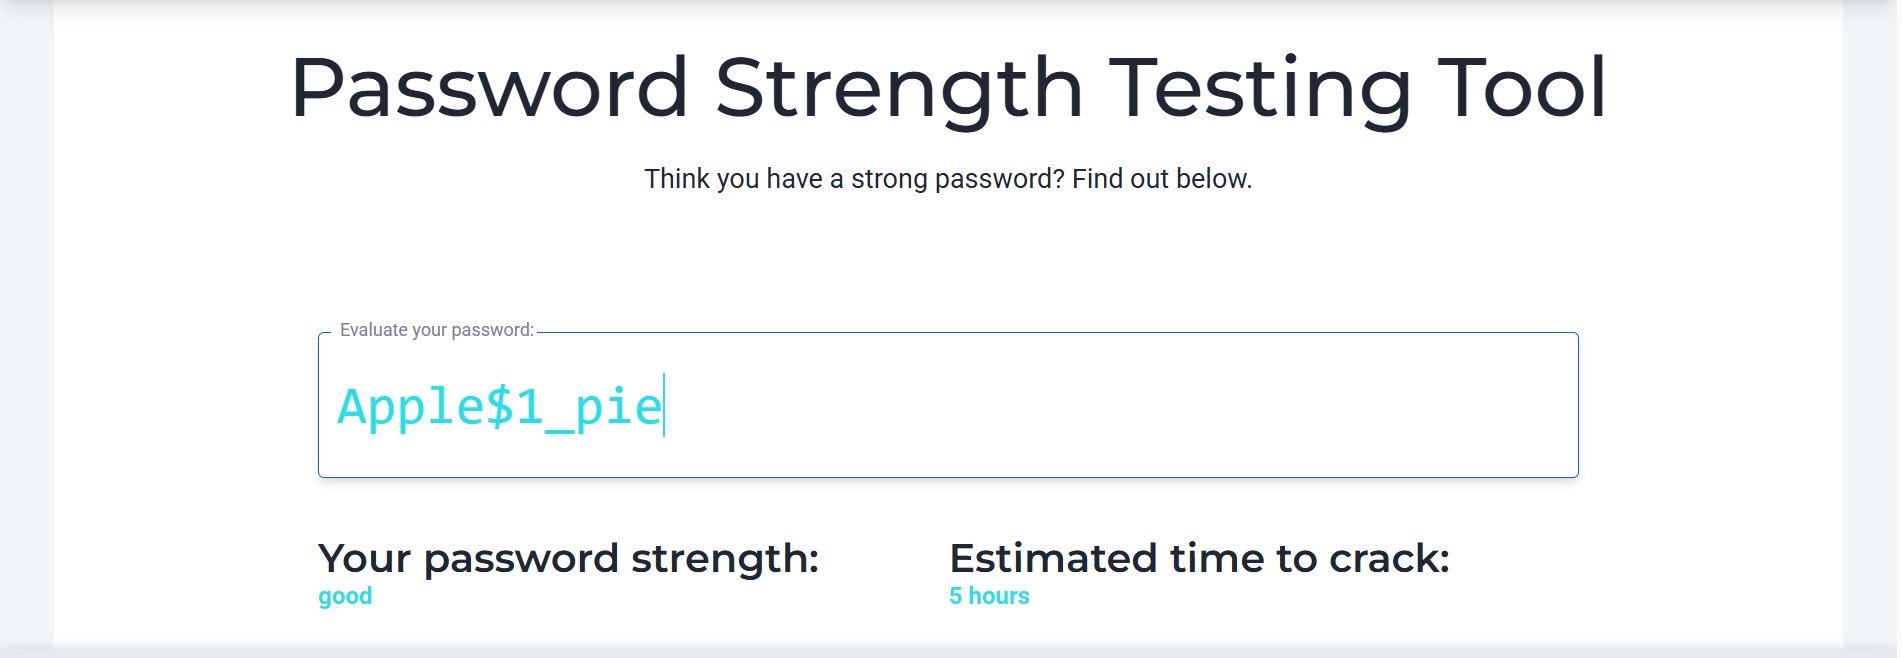 Password Strength Testing Tool
Think you have a strong password? Find out below.
Evaluate your password:
Apple$1_pie
Your password strength:
good
Estimated time to crack:
5 hours